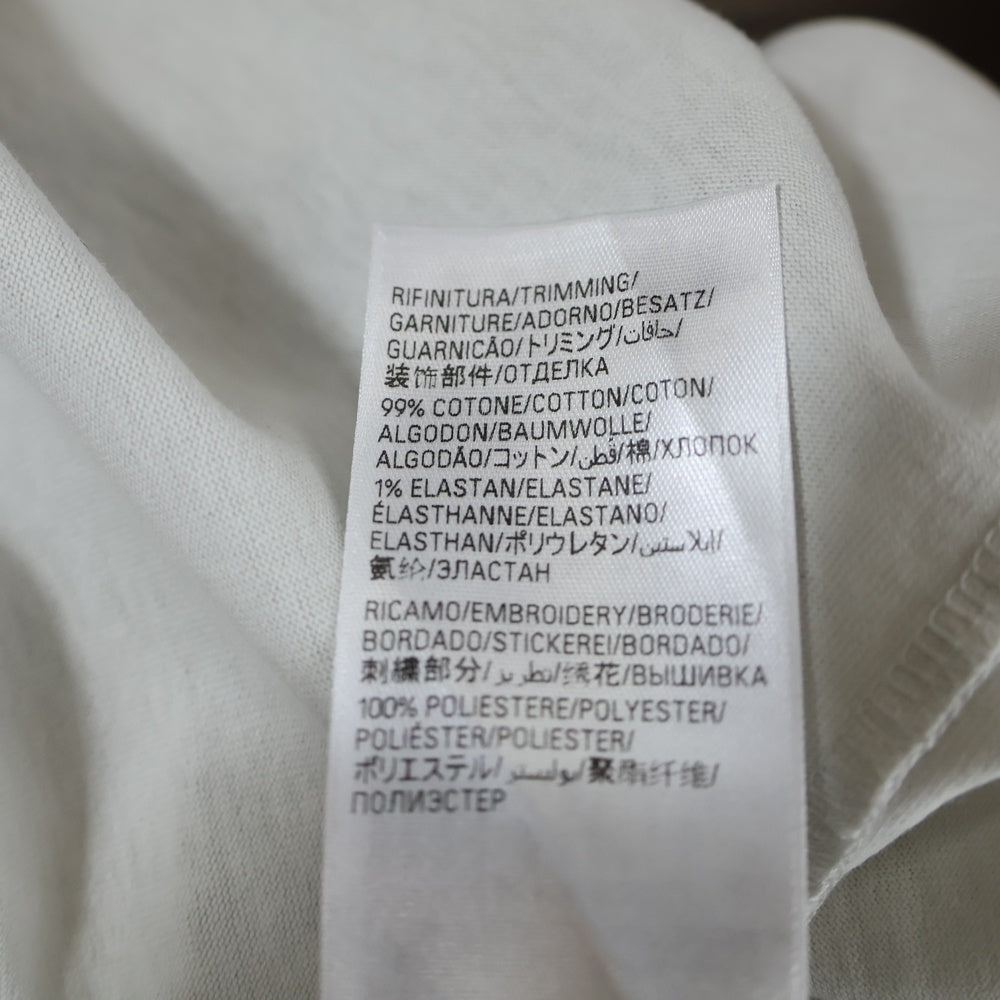 RIFINITURA/TRIMMING/
GARNITURE/ADORNO/BESATZ/
GUARNICÃO/トリミング/حافات/
装饰部件/ОТДЕЛКА
99% COTONE/COTTON/COTON/
ALGODON/BAUMWOLLE/
ALGODÃO/コットン/قطن/棉/ХЛОПОК
1% ELASTAN/ELASTANE/
ÉLASTHANNE/ELASTANO/
ELASTHAN/ポリウレタン/إيلاستين/
氨纶/ЭЛАСТАН
RICAMO/EMBROIDERY/BRODERIE/
BORDADO/STICKEREI/BORDADO/
刺繍部分/تطريز/绣花/ВЫШИВКА
100% POLIESTERE/POLYESTER/
POLIÉSTER/POLIESTER/
ポリエステル/بوليستر/聚酯纤维/
ПОЛИЭСТЕР